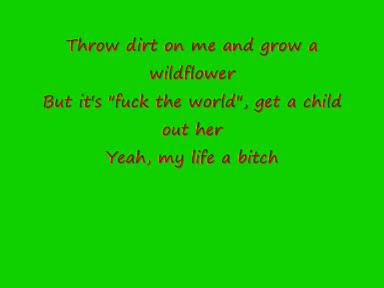 Throw dirt on me and grow a
wildflower
But it's "fuck the world", get a child
out her
Yeah, my life a bitch